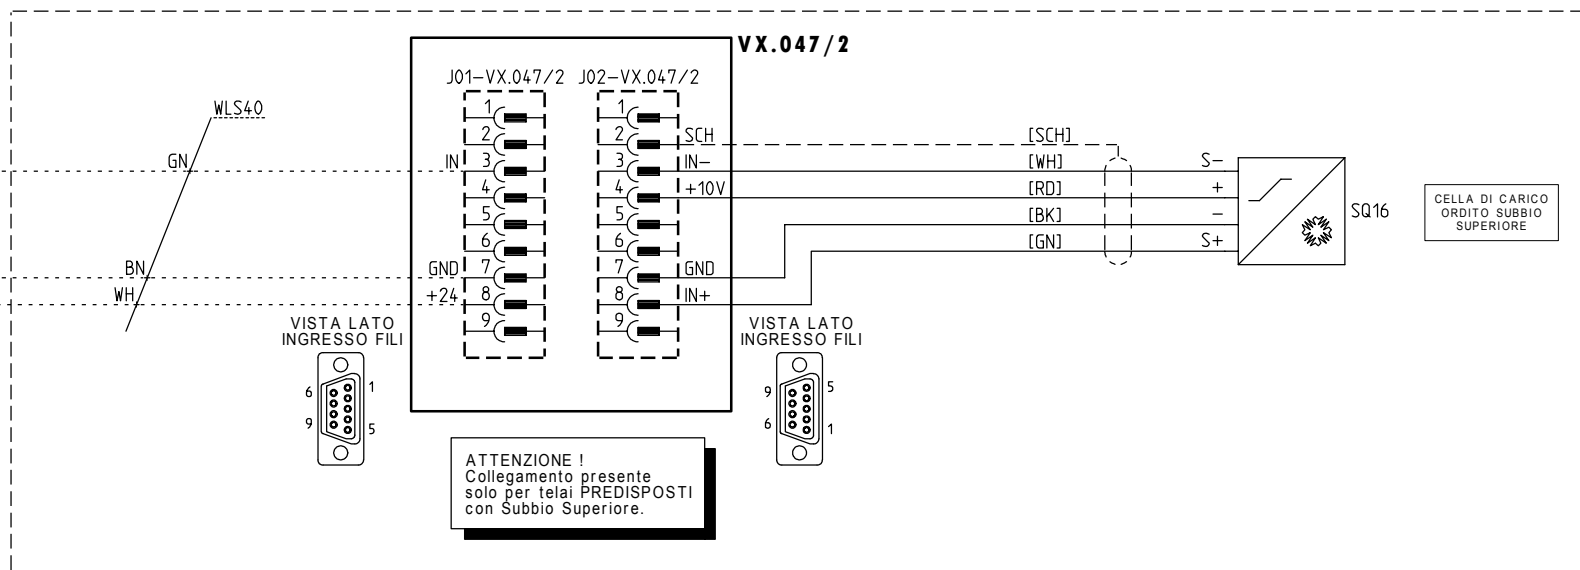 VX.047/2
J01-VX.047/2 J02-VX.047/2
WLS40
1 1
2 2 SCH [SCH]
GN IN 3 3 IN- [WH] S-
4 4 +10V [RD] +
5 5 [BK] -
6 6 [GN] S+
BN GND 7 7 GND
WH +24 8 8 IN+
9 9
SQ16
CELLA DI CARICO
ORDITO SUBBIO
SUPERIORE
VISTA LATO
INGRESSO FILI
6 1
9 5
VISTA LATO
INGRESSO FILI
9 5
6 1
ATTENZIONE !
Collegamento presente
solo per telai PREDISPOSTI
con Subbio Superiore.